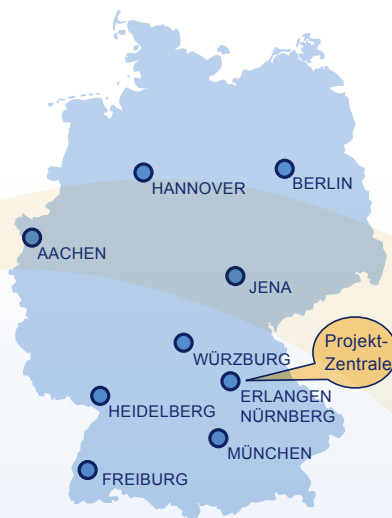 HANNOVER
BERLIN
AACHEN
JENA
Projekt-
Zentrale
WÜRZBURG
ERLANGEN
NÜRNBERG
HEIDELBERG
MÜNCHEN
FREIBURG